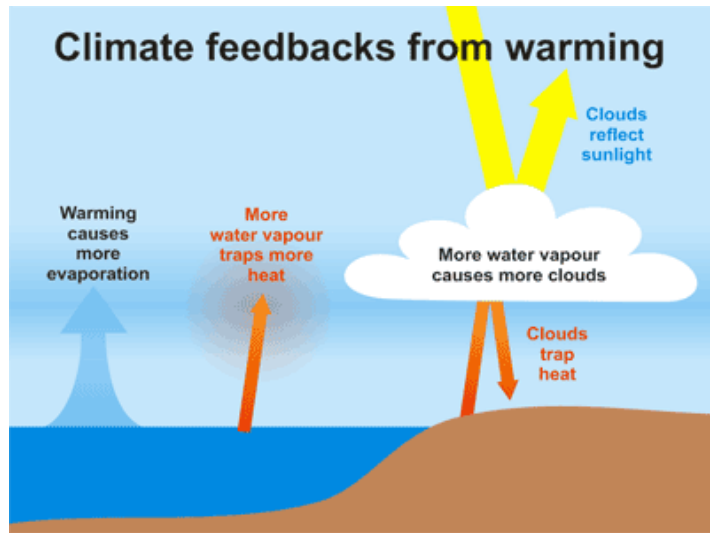 Climate feedbacks from warming
Clouds
reflect
sunlight
Warming
causes
more
evaporation
More
water vapour
traps more
heat
More water vapour
causes more clouds
Clouds
trap
heat